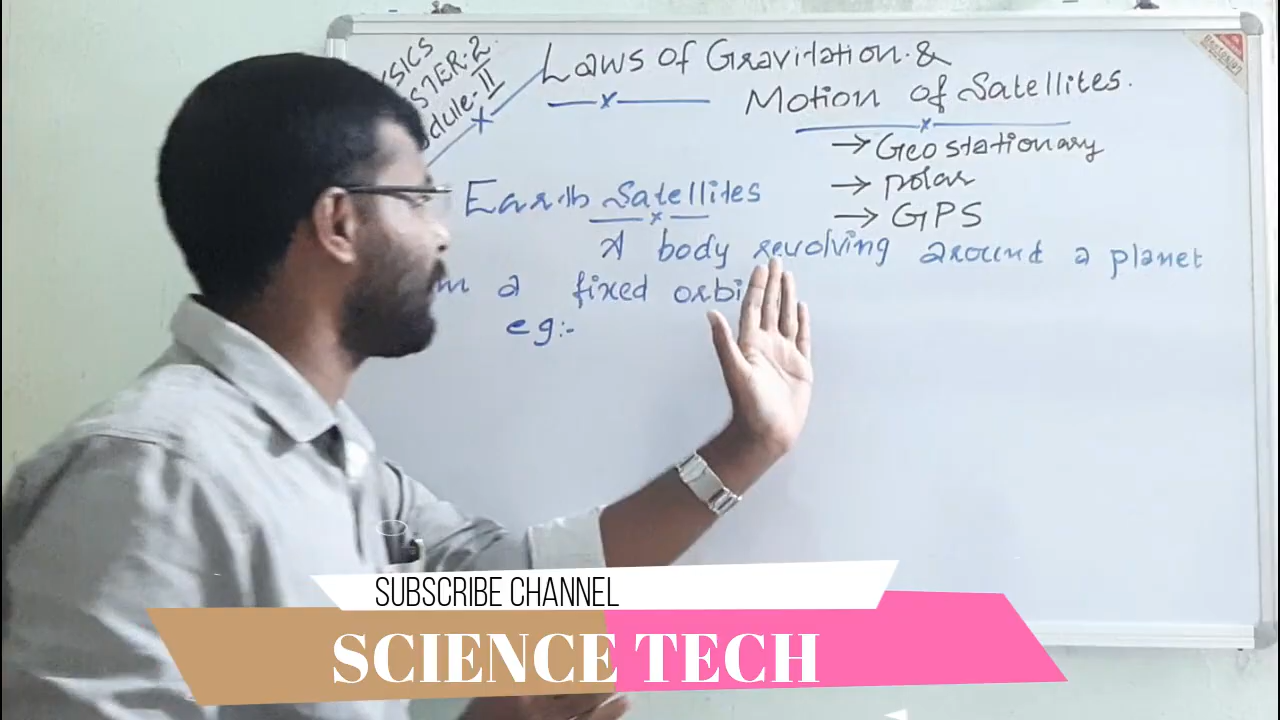 Laws of Gravitation &
Motion of Satellites.
→ Geostationary
→ polar
→ GPS
Earth Satellites
A body revolving around a planet
a fixed orbi
eg:-
SUBSCRIBE CHANNEL
SCIENCE TECH